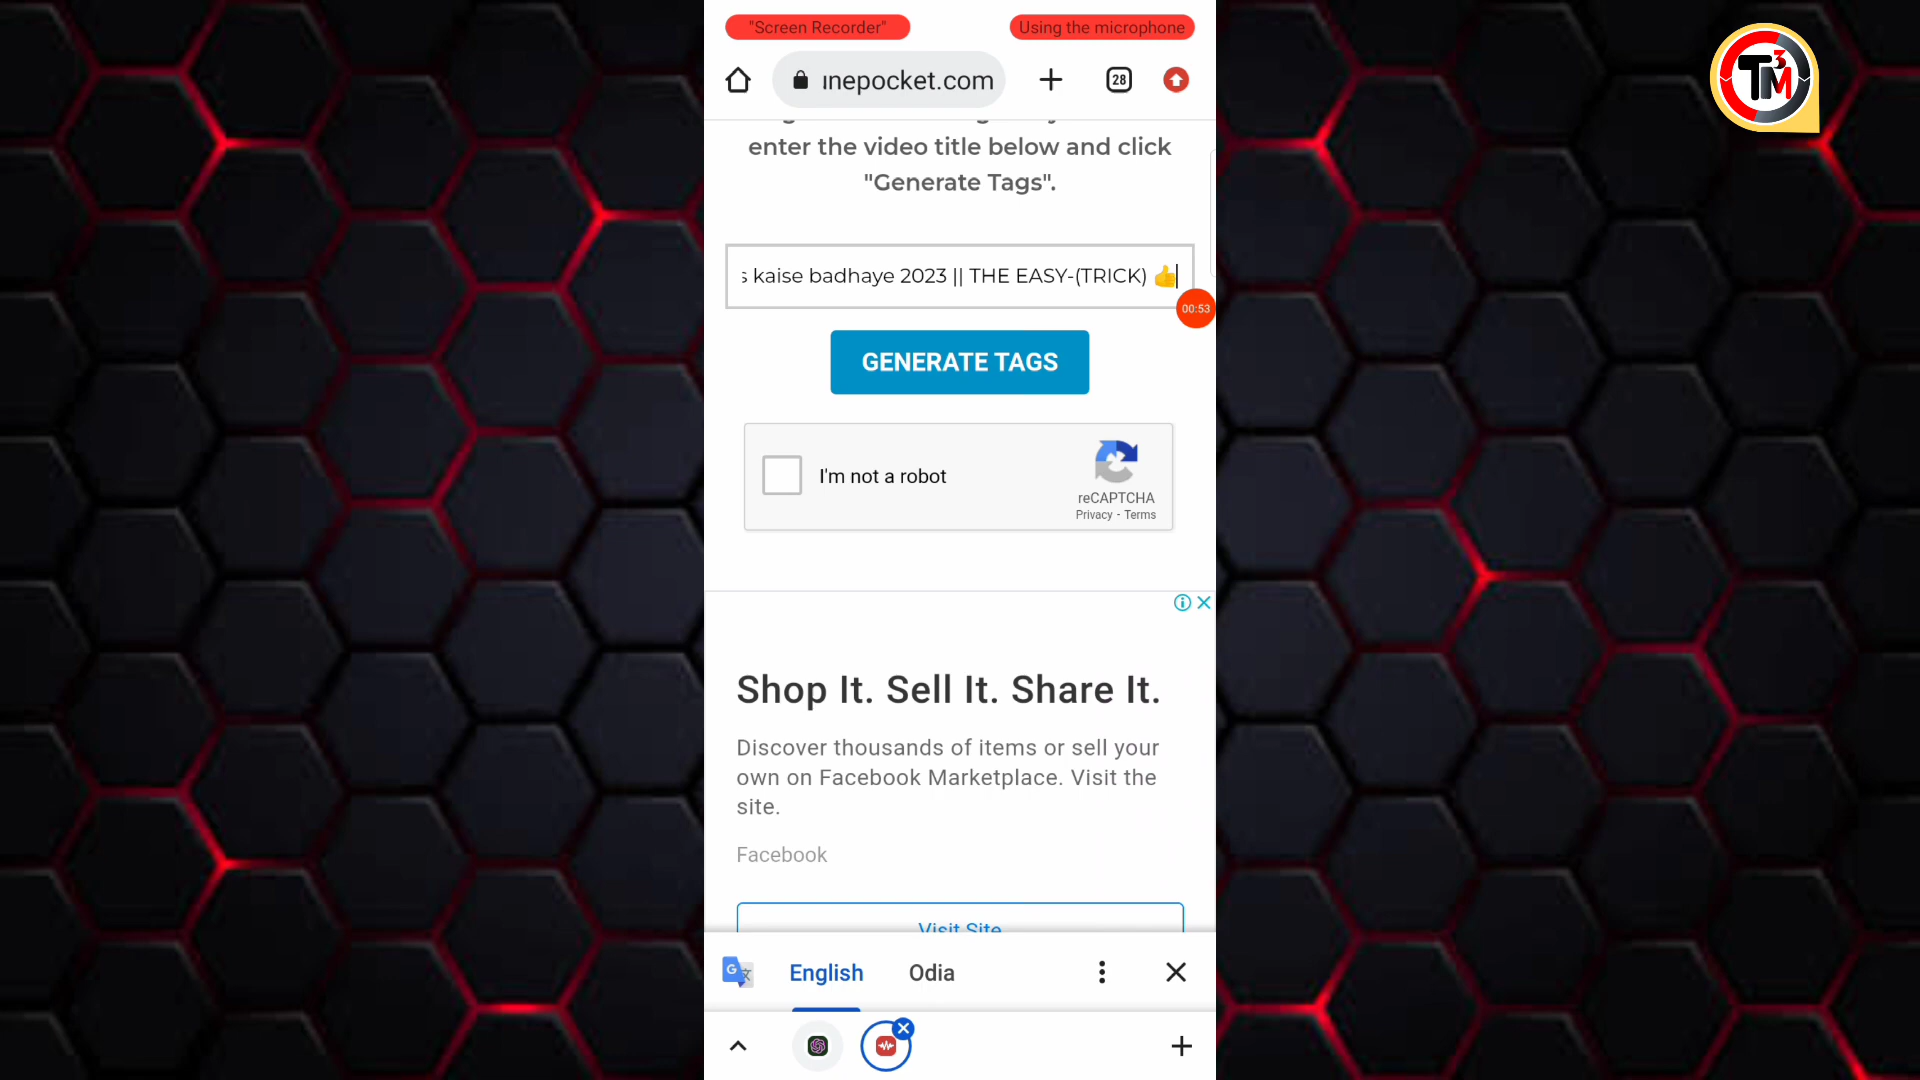 "Screen Recorder"
Using the microphone
unepocket.com
28
T3M
enter the video title below and click
"Generate Tags".
kaise badhaye 2023 || THE EASY-(TRICK) 👍
00:53
GENERATE TAGS
I'm not a robot
reCAPTCHA
Privacy - Terms
Shop It. Sell It. Share It.
Discover thousands of items or sell your
own on Facebook Marketplace. Visit the
site.
Facebook
Visit Site
English
Odia